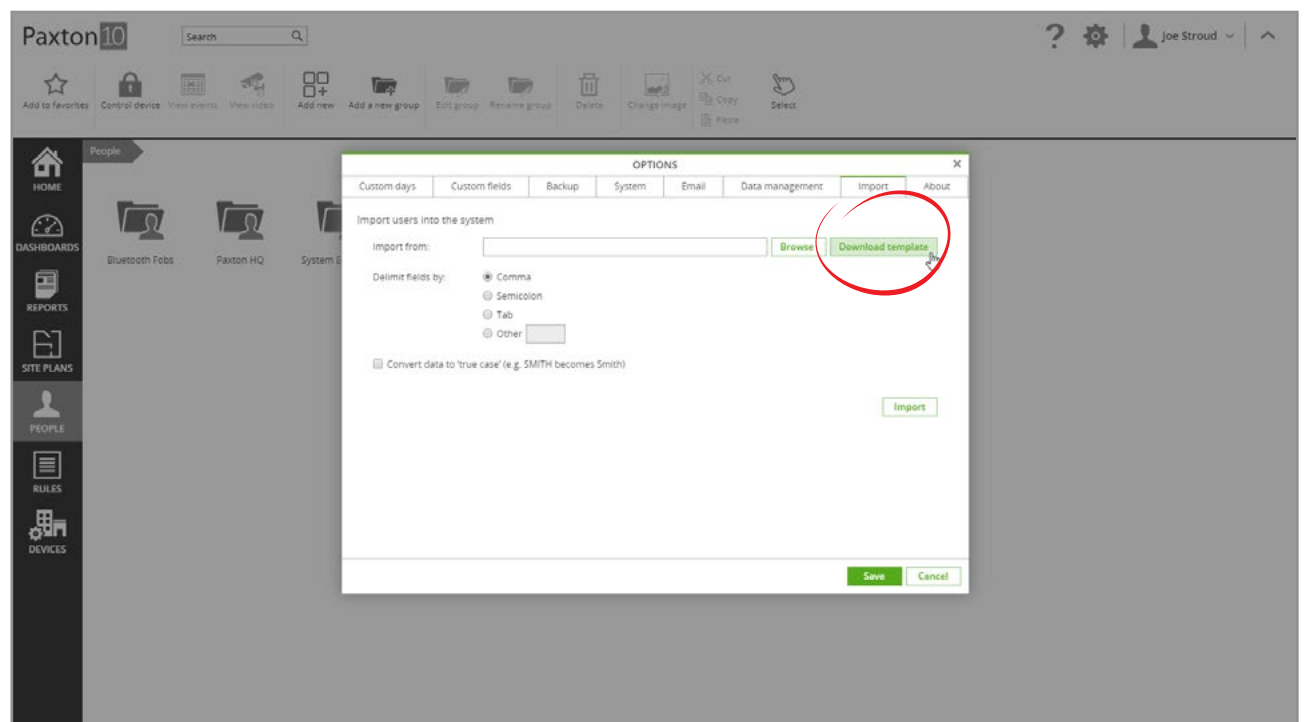 Paxton10
Search
Joe Stroud
Add to favorites
Control device
View events
View video
Add new
Add a new group
Edit group
Rename group
Delete
Change image
Cut
Copy
Paste
Select
HOME
DASHBOARDS
REPORTS
SITE PLANS
PEOPLE
RULES
DEVICES
People
Bluetooth Fobs
Paxton HQ
System E
OPTIONS
Custom days
Custom fields
Backup
System
Email
Data management
Import
About
Import users into the system
Import from:
Browse
Download template
Delimit fields by:
Comma
Semicolon
Tab
Other
Convert data to 'true case' (e.g. SMITH becomes Smith)
Import
Save
Cancel